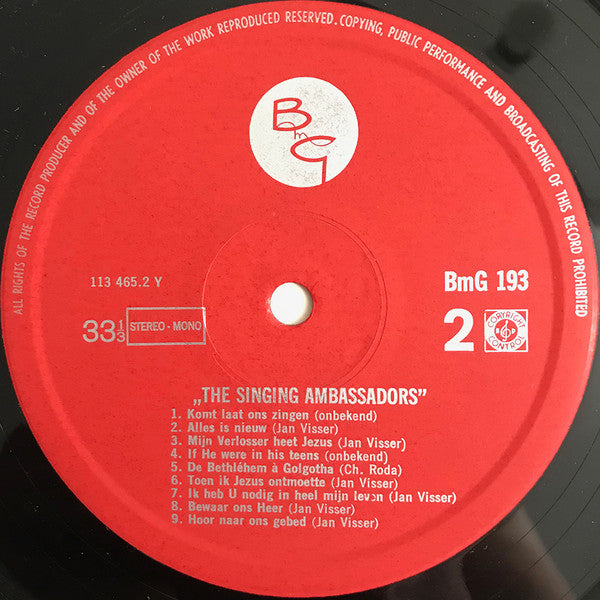 ALL RIGHTS OF THE RECORD PRODUCER AND OF THE OWNER OF THE WORK REPRODUCED RESERVED. COPYING, PUBLIC PERFORMANCE AND BROADCASTING OF THIS RECORD PROHIBITED
BmG
113 465.2 Y
BmG 193
33 1/3
STEREO - MONO
2
COPYRIGHT CONTROL
„THE SINGING AMBASSADORS”
1. Komt laat ons zingen (onbekend)
2. Alles is nieuw (Jan Visser)
3. Mijn Verlosser heet Jezus (Jan Visser)
4. If He were in his teens (onbekend)
5. De Bethléhem à Golgotha (Ch. Roda)
6. Toen ik Jezus ontmoette (Jan Visser)
7. Ik heb U nodig in heel mijn leven (Jan Visser)
8. Bewaar ons Heer (Jan Visser)
9. Hoor naar ons gebed (Jan Visser)